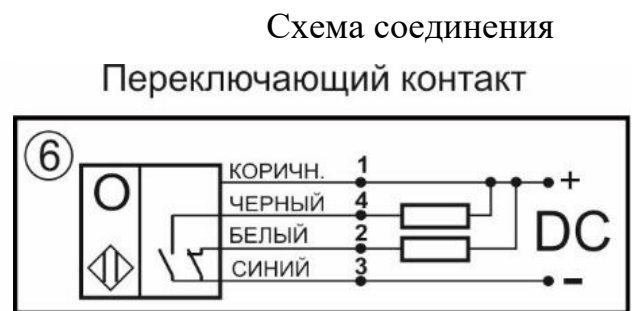 Схема соединения
Переключающий контакт
6
O
КОРИЧН. 1 +
ЧЕРНЫЙ 4
БЕЛЫЙ 2 DC
СИНИЙ 3 -